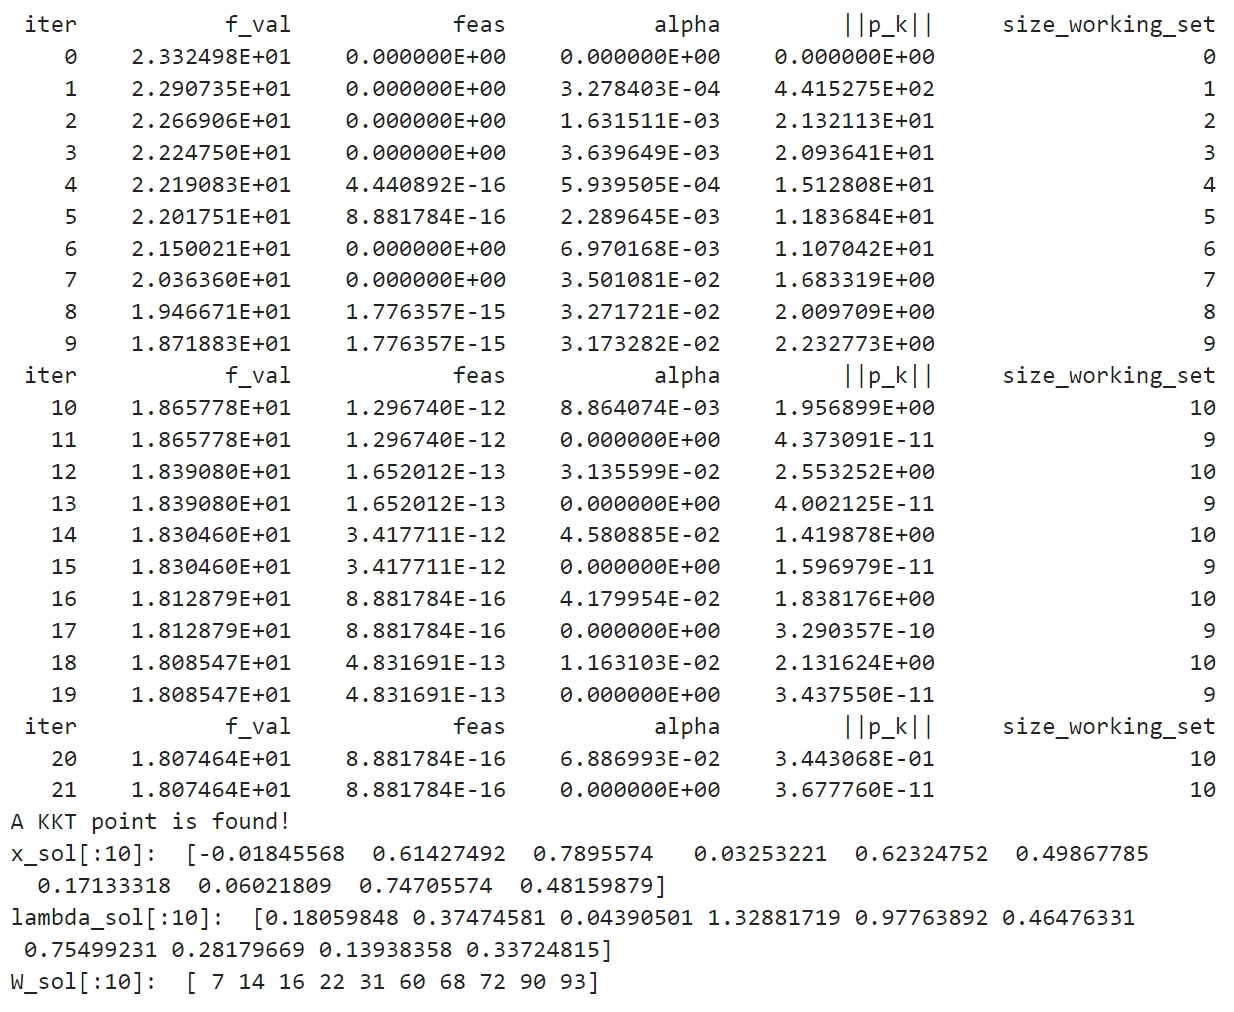 iter f_val feas alpha ||p_k|| size_working_set
0 2.332498E+01 0.000000E+00 0.000000E+00 0.000000E+00 0
1 2.290735E+01 0.000000E+00 3.278403E-04 4.415275E+02 1
2 2.266906E+01 0.000000E+00 1.631511E-03 2.132113E+01 2
3 2.224750E+01 0.000000E+00 3.639649E-03 2.093641E+01 3
4 2.219083E+01 4.440892E-16 5.939505E-04 1.512808E+01 4
5 2.201751E+01 8.881784E-16 2.289645E-03 1.183684E+01 5
6 2.150021E+01 0.000000E+00 6.970168E-03 1.107042E+01 6
7 2.036360E+01 0.000000E+00 3.501081E-02 1.683319E+00 7
8 1.946671E+01 1.776357E-15 3.271721E-02 2.009709E+00 8
9 1.871883E+01 1.776357E-15 3.173282E-02 2.232773E+00 9
iter f_val feas alpha ||p_k|| size_working_set
10 1.865778E+01 1.296740E-12 8.864074E-03 1.956899E+00 10
11 1.865778E+01 1.296740E-12 0.000000E+00 4.373091E-11 9
12 1.839080E+01 1.652012E-13 3.135599E-02 2.553252E+00 10
13 1.839080E+01 1.652012E-13 0.000000E+00 4.002125E-11 9
14 1.830460E+01 3.417711E-12 4.580885E-02 1.419878E+00 10
15 1.830460E+01 3.417711E-12 0.000000E+00 1.596979E-11 9
16 1.812879E+01 8.881784E-16 4.179954E-02 1.838176E+00 10
17 1.812879E+01 8.881784E-16 0.000000E+00 3.290357E-10 9
18 1.808547E+01 4.831691E-13 1.163103E-02 2.131624E+00 10
19 1.808547E+01 4.831691E-13 0.000000E+00 3.437550E-11 9
iter f_val feas alpha ||p_k|| size_working_set
20 1.807464E+01 8.881784E-16 6.886993E-02 3.443068E-01 10
21 1.807464E+01 8.881784E-16 0.000000E+00 3.677760E-11 10
A KKT point is found!
x_sol[:10]: [-0.01845568 0.61427492 0.7895574 0.03253221 0.62324752 0.49867785
0.17133318 0.06021809 0.74705574 0.48159879]
lambda_sol[:10]: [0.18059848 0.37474581 0.04390501 1.32881719 0.97763892 0.46476331
0.75499231 0.28179669 0.13938358 0.33724815]
W_sol[:10]: [ 7 14 16 22 31 60 68 72 90 93]